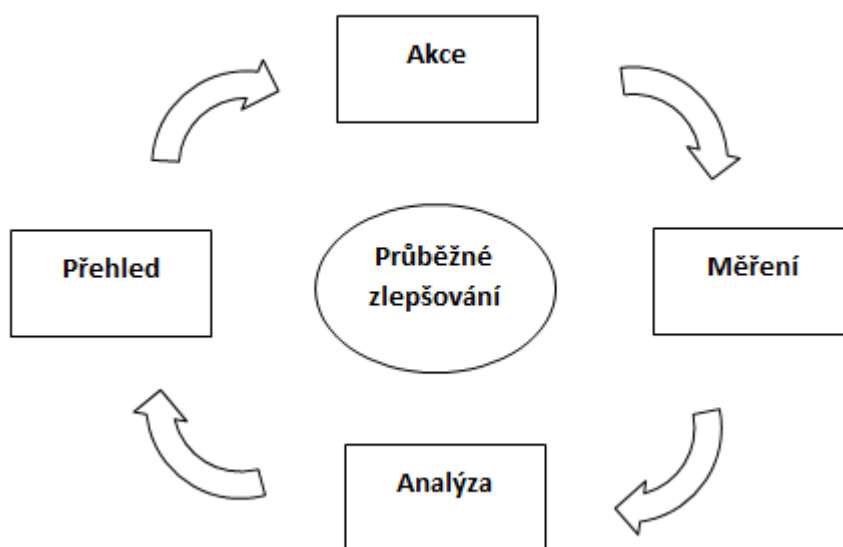 Akce
Přehled
Průběžné
zlepšování
Měření
Analýza